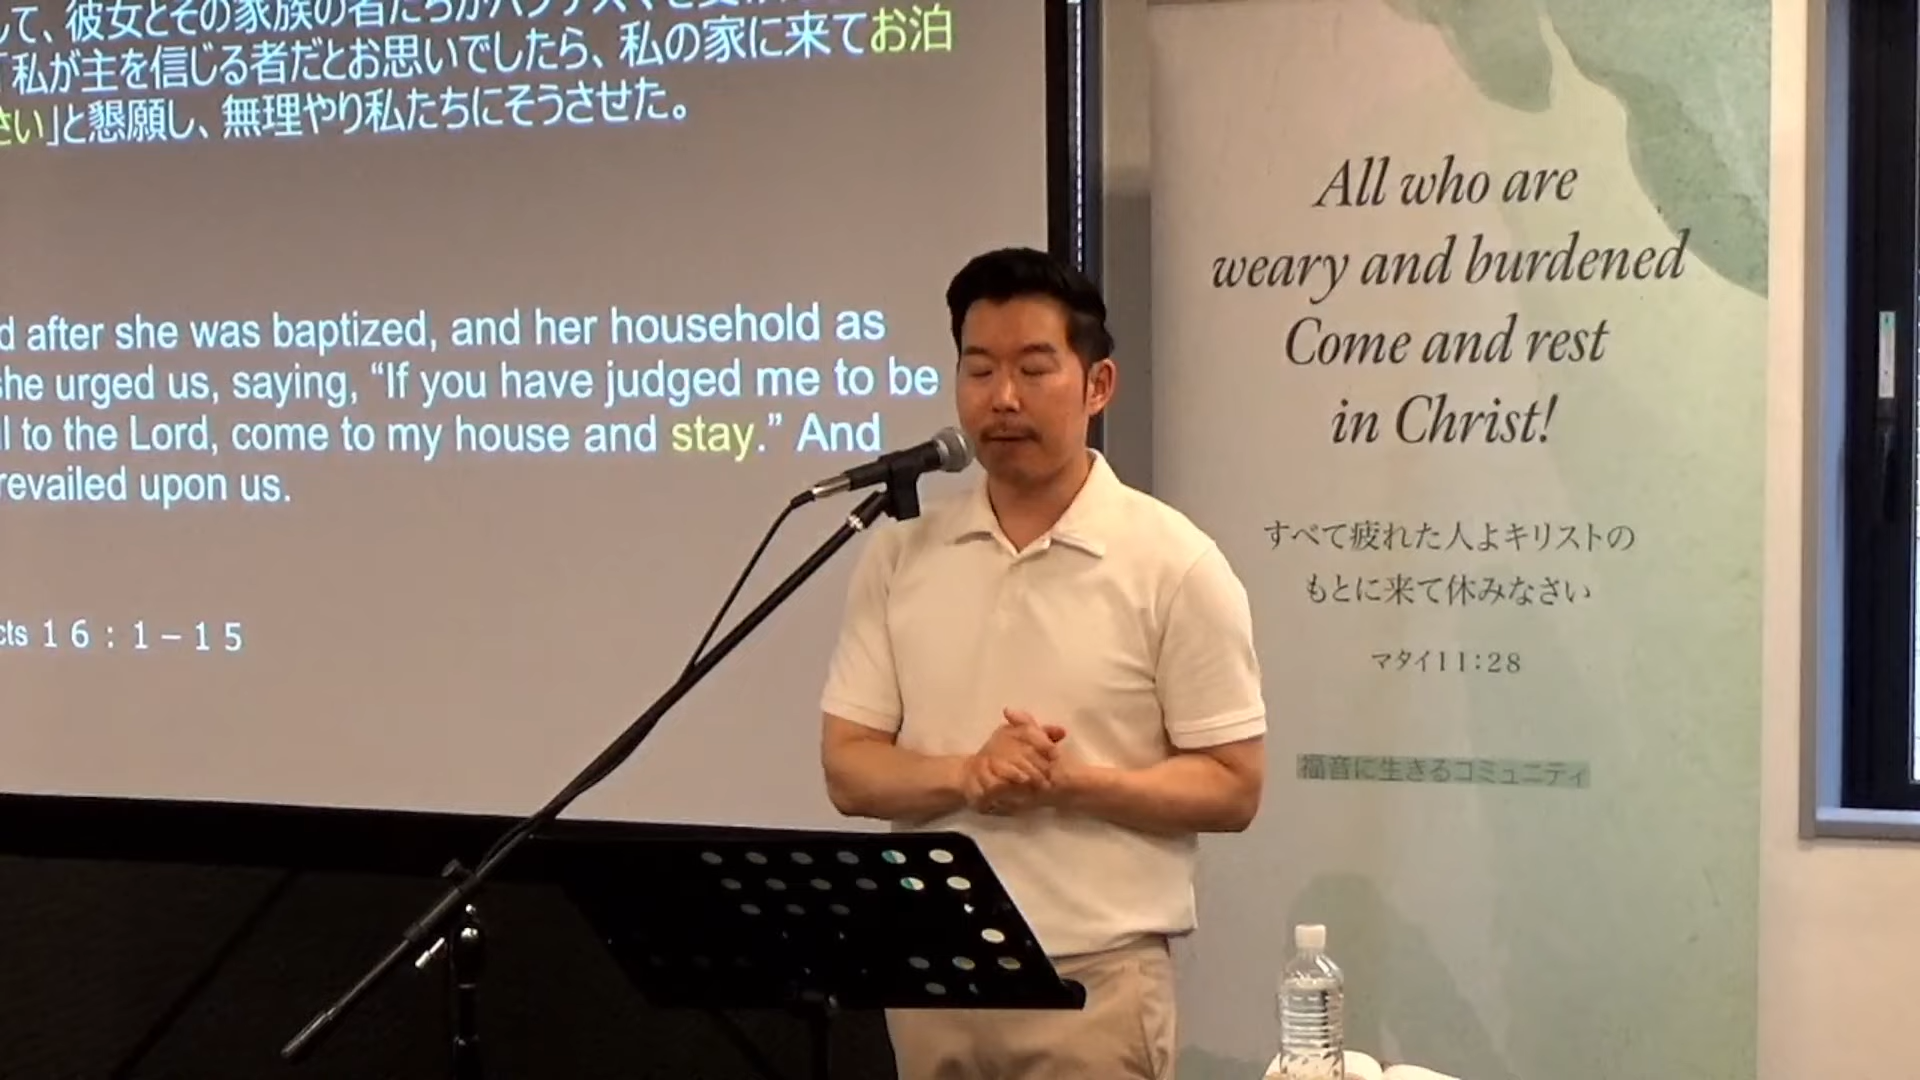 して、彼女とその家族の者たちがバプテスマを
「私が主を信じる者だとお思いでしたら、私の家に来てお泊
さい」と懇願し、無理やり私たちにそうさせた。
after she was baptized, and her household as
she urged us, saying, “If you have judged me to be
to the Lord, come to my house and stay.” And
revailed upon us.
cts 16:1–15
All who are
weary and burdened
Come and rest
in Christ!
すべて疲れた人よキリストの
もとに来て休みなさい
マタイ11:28
福音に生きるコミュニティ